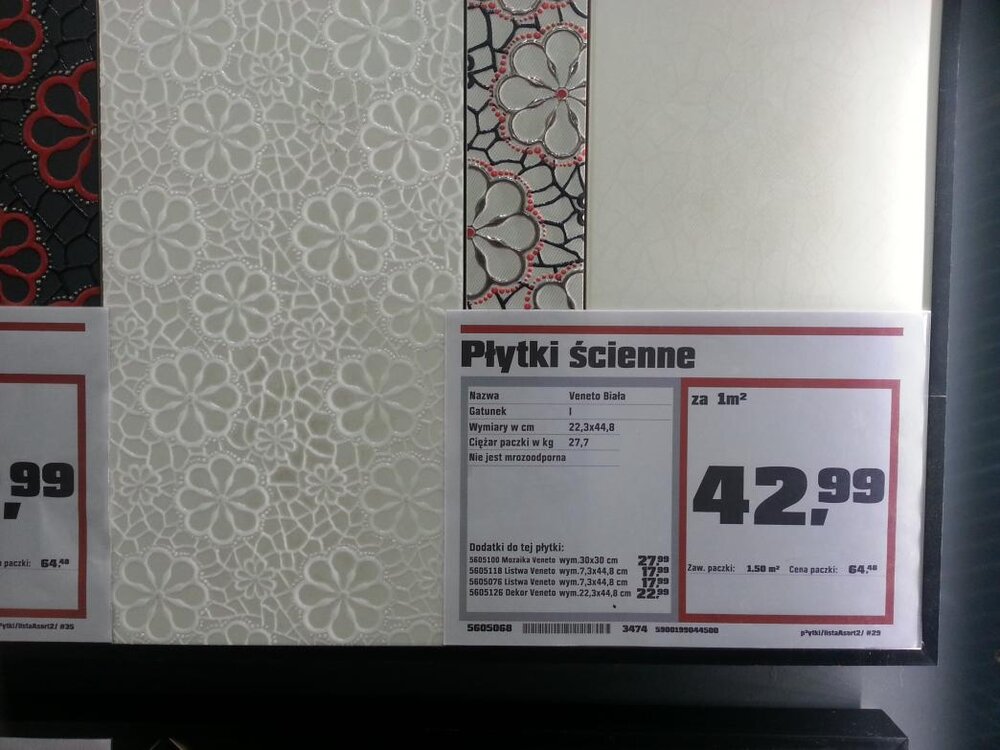 Płytki ścienne
Nazwa Veneto Biała
Gatunek I
Wymiary w cm 22,3x44,8
Ciężar paczki w kg 27,7
Nie jest mrozoodporna
Dodatki do tej płytki:
5605100 Mozaika Veneto wym.30x30 cm 27,99
5605118 Listwa Veneto wym.7,3x44,8 cm 17,99
5605076 Listwa Veneto wym.7,3x44,8 cm 17,99
5605126 Dekor Veneto wym.22,3x44,8 cm 22,99
za 1m²
42,99
Zaw. paczki: 1.50 m² Cena paczki: 64,48
5605068 3474 5900199044500
p*ytki/listaAsort2/ #29
,99
paczki: 64,48
*ytki/listaAsort2/ #35